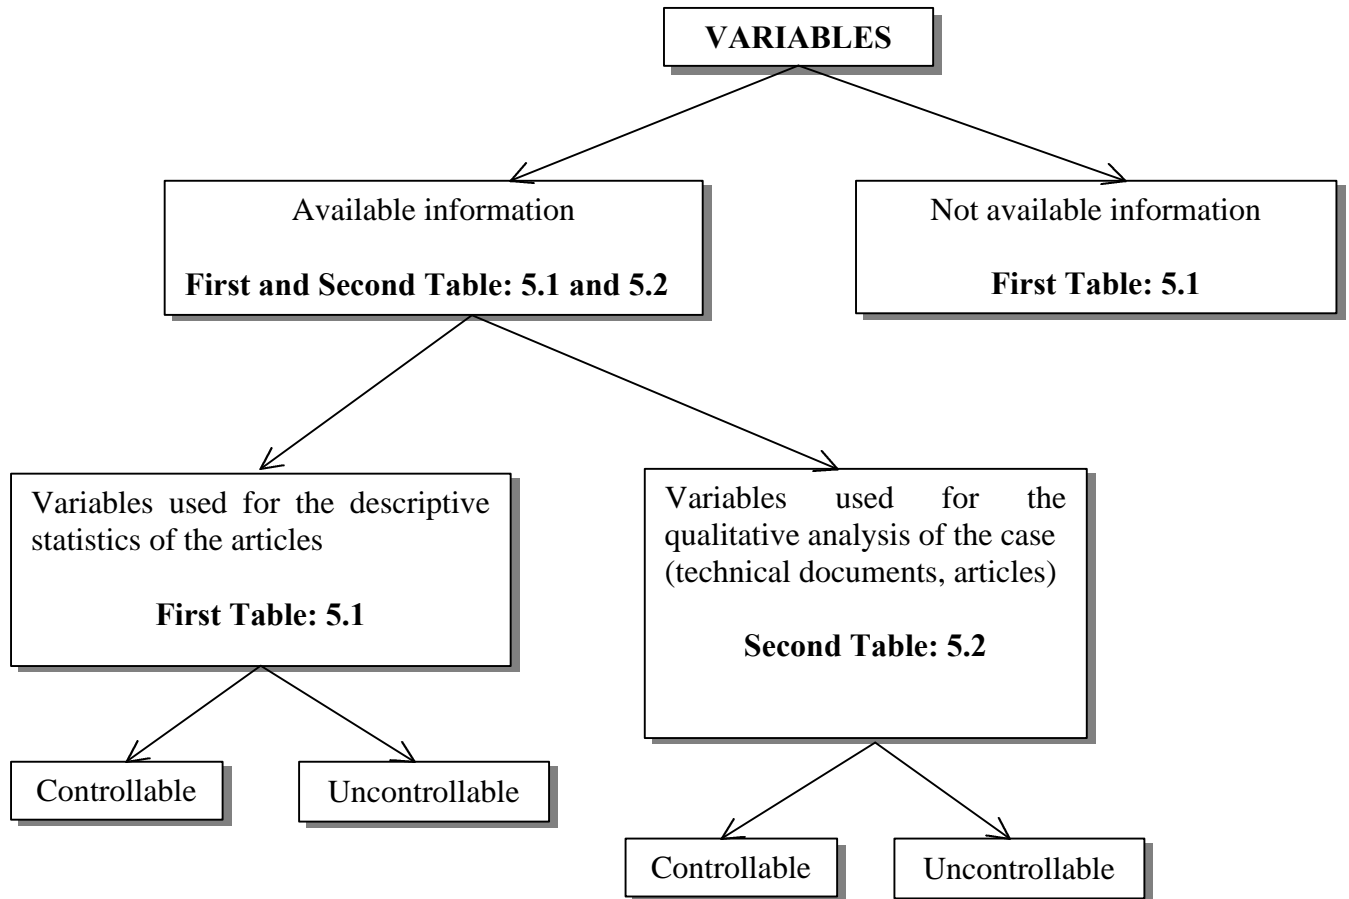 VARIABLES
Available information
First and Second Table: 5.1 and 5.2
Not available information
First Table: 5.1
Variables used for the descriptive
statistics of the articles
First Table: 5.1
Variables used for the
qualitative analysis of the case
(technical documents, articles)
Second Table: 5.2
Controllable
Uncontrollable
Controllable
Uncontrollable